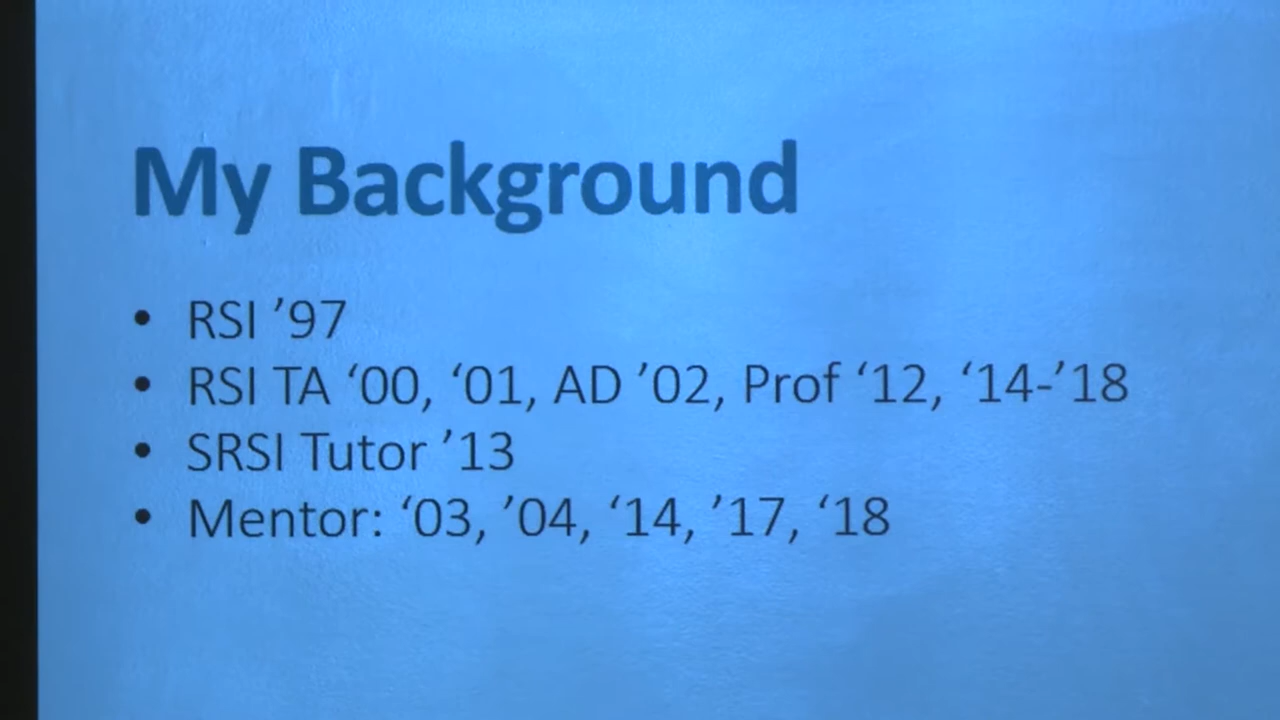 My Background
• RSI ’97
• RSI TA ‘00, ‘01, AD ’02, Prof ‘12, ‘14-’18
• SRSI Tutor ’13
• Mentor: ‘03, ’04, ‘14, ’17, ‘18